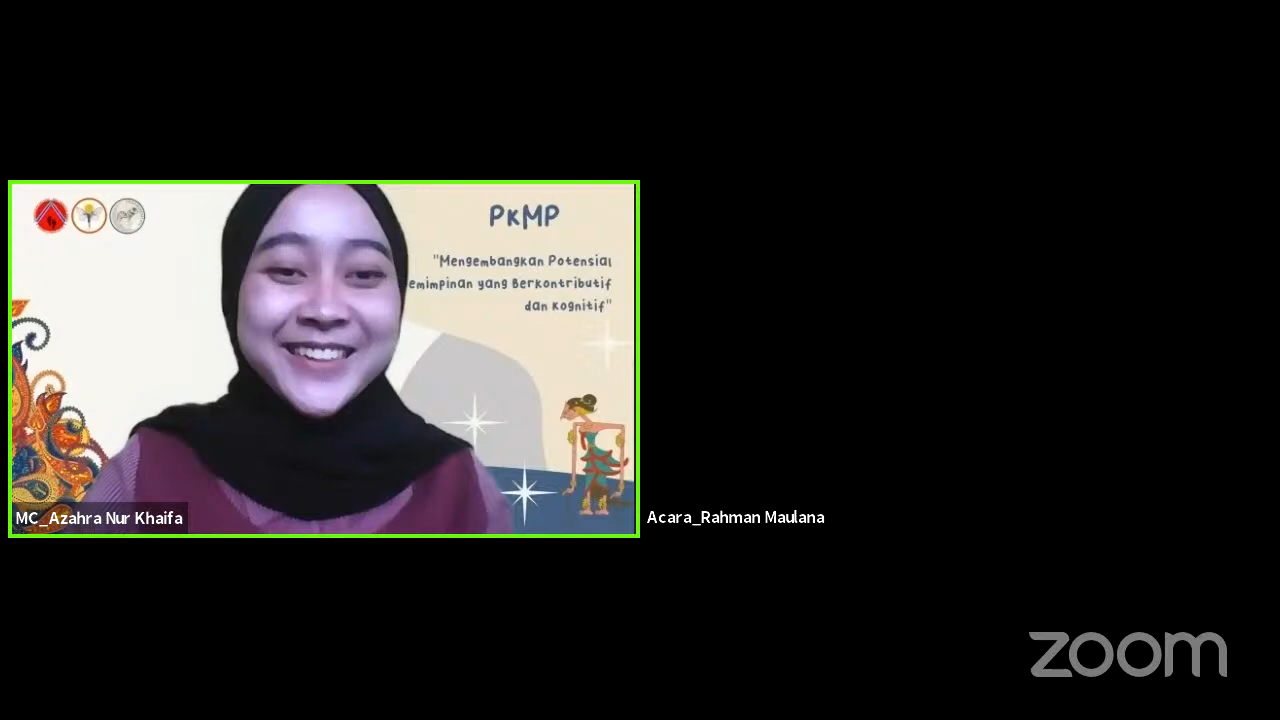 PKMP
"Mengembangkan Potensial
emimpinan yang Berkontributif
dan Kognitif"
MC_Azahra Nur Khaifa
Acara_Rahman Maulana
zoom